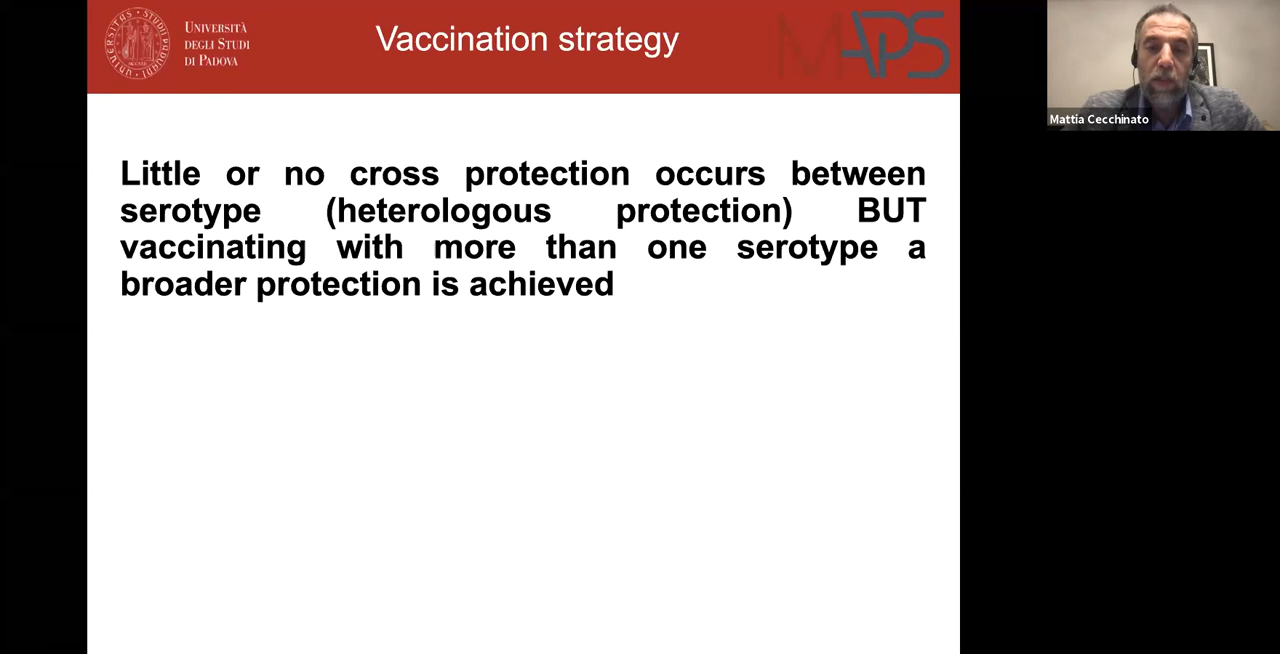 UNIVERSITÀ
DEGLI STUDI
DI PADOVA
Vaccination strategy
MAPS
Mattia Cecchinato
Little or no cross protection occurs between
serotype (heterologous protection) BUT
vaccinating with more than one serotype a
broader protection is achieved